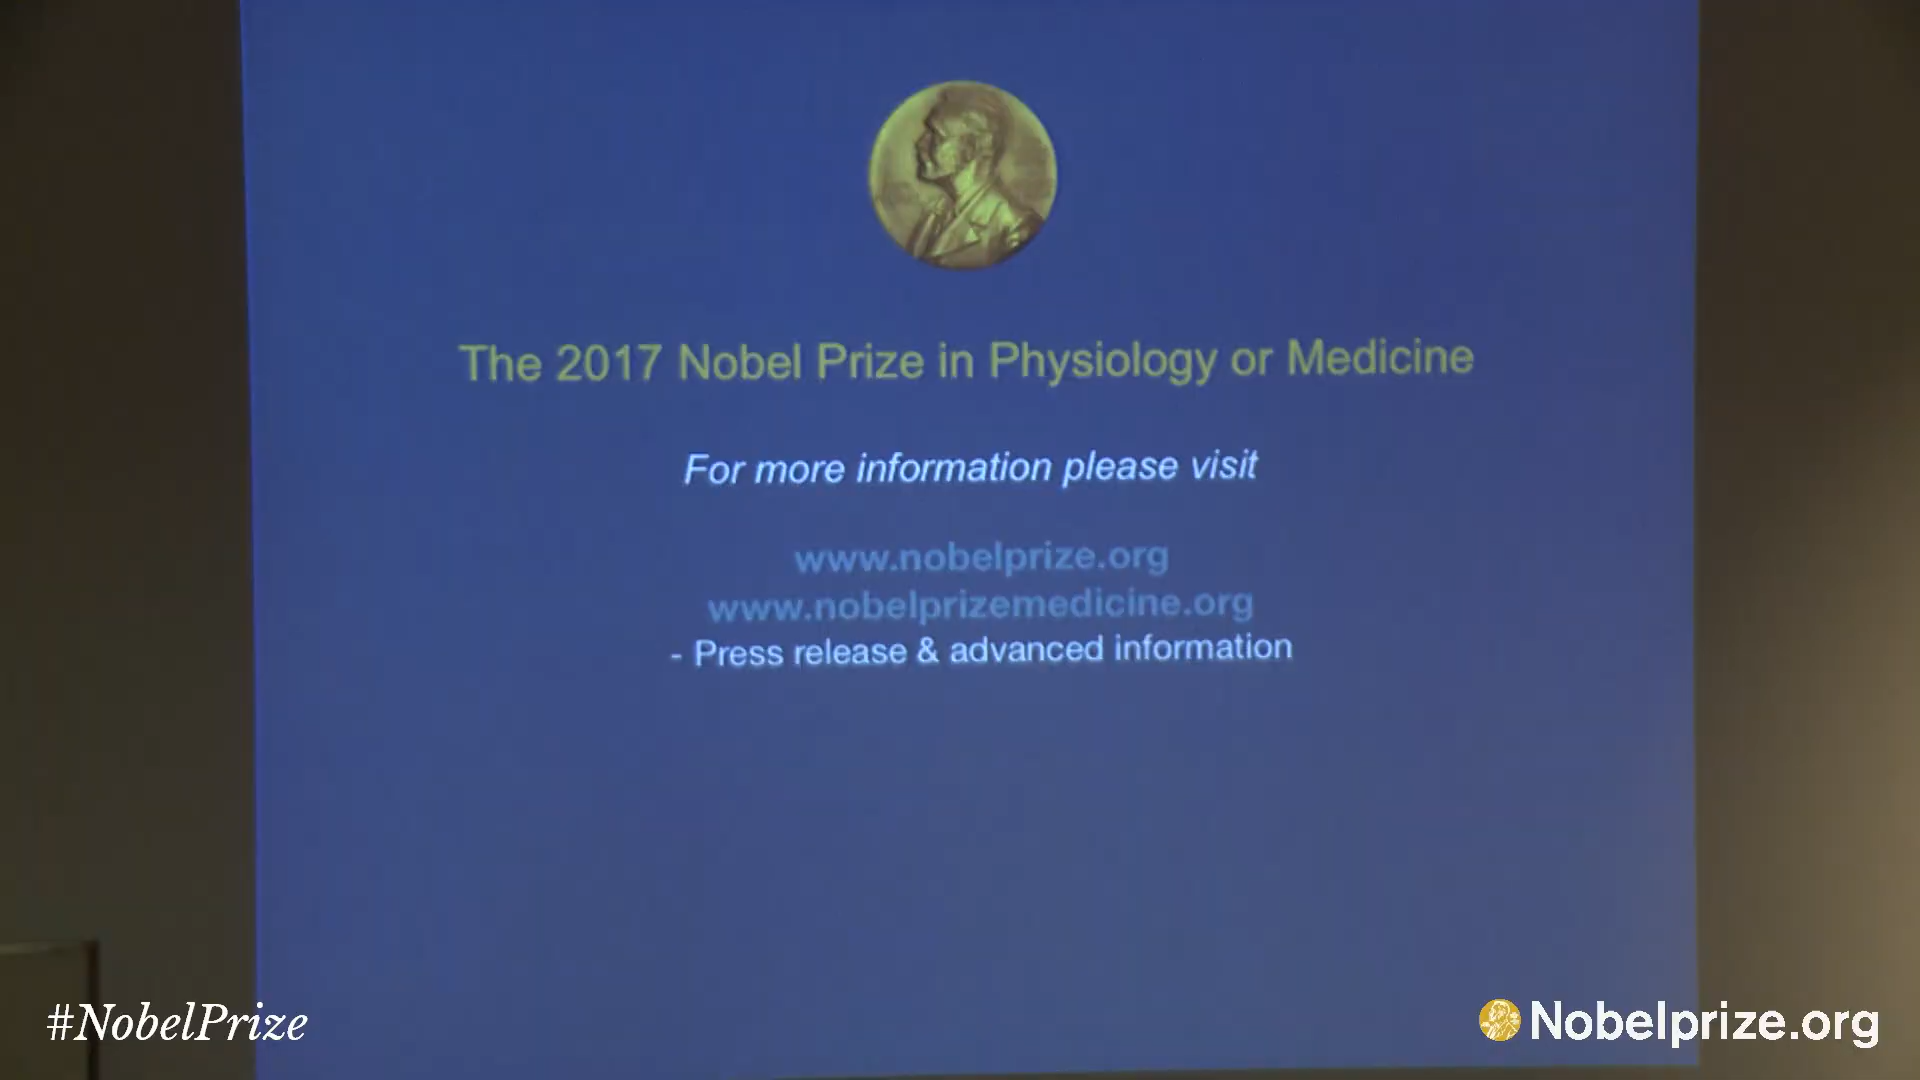 The 2017 Nobel Prize in Physiology or Medicine
For more information please visit
www.nobelprize.org
www.nobelprizemedicine.org
- Press release & advanced information
#NobelPrize
Nobelprize.org